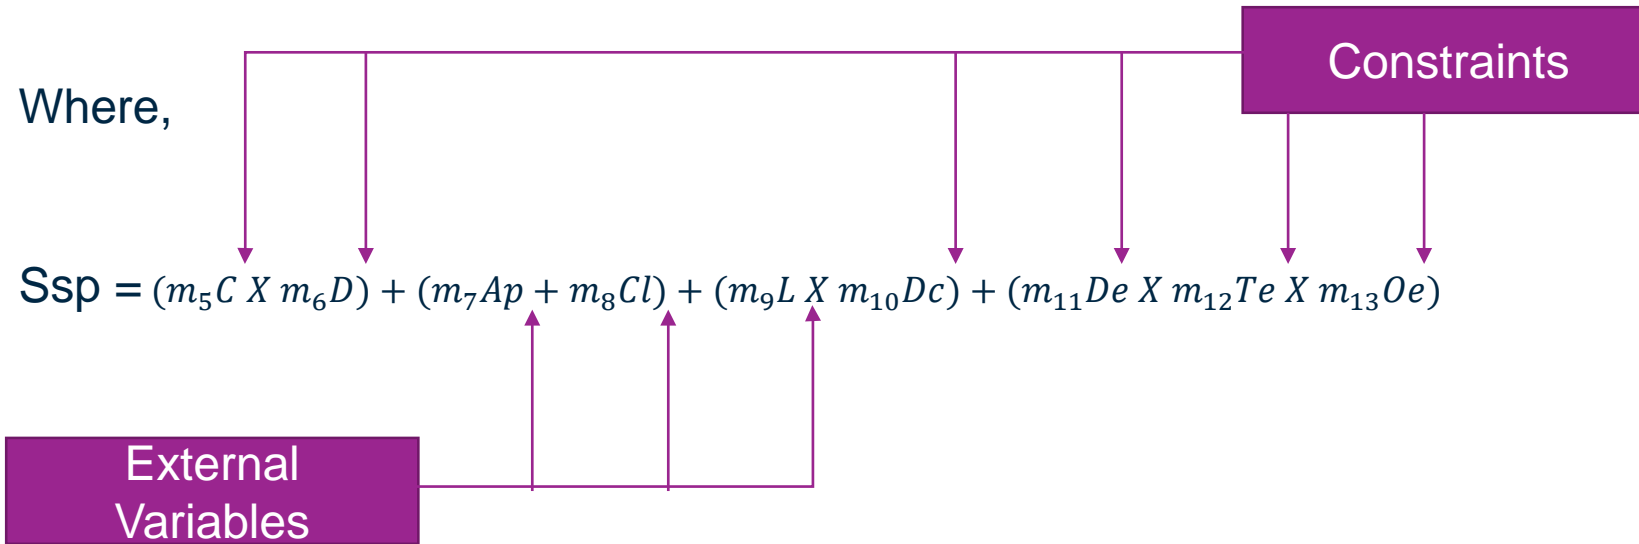 Constraints
Where,
Ssp = (m₅C X m₆D) + (m₇Ap + m₈Cl) + (m₉L X m₁₀Dc) + (m₁₁De X m₁₂Te X m₁₃Oe)
External
Variables